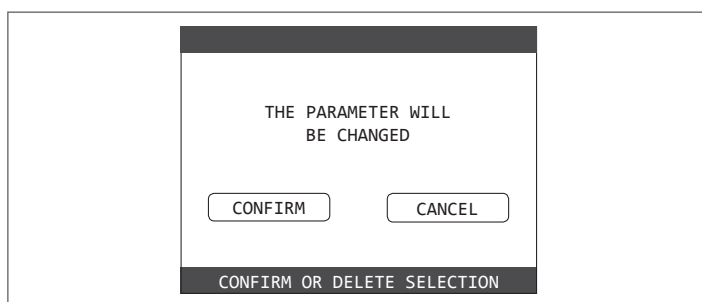 THE PARAMETER WILL
BE CHANGED
CONFIRM CANCEL
CONFIRM OR DELETE SELECTION